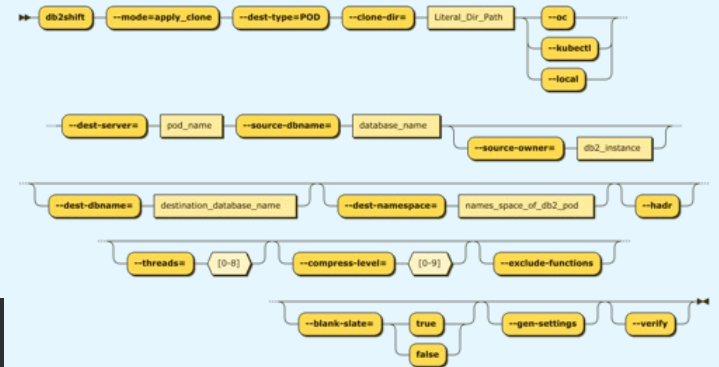 db2shift --mode=apply_clone --dest-type=POD --clone-dir= Literal_Dir_Path --oc
--kubectl
--local
--dest-server= pod_name --source-dbname= database_name
--source-owner= db2_instance
--dest-dbname= destination_database_name --dest-namespace= names_space_of_db2_pod --hadr
--threads= [0-8] --compress-level= [0-9] --exclude-functions
--blank-slate= true --gen-settings --verify
false